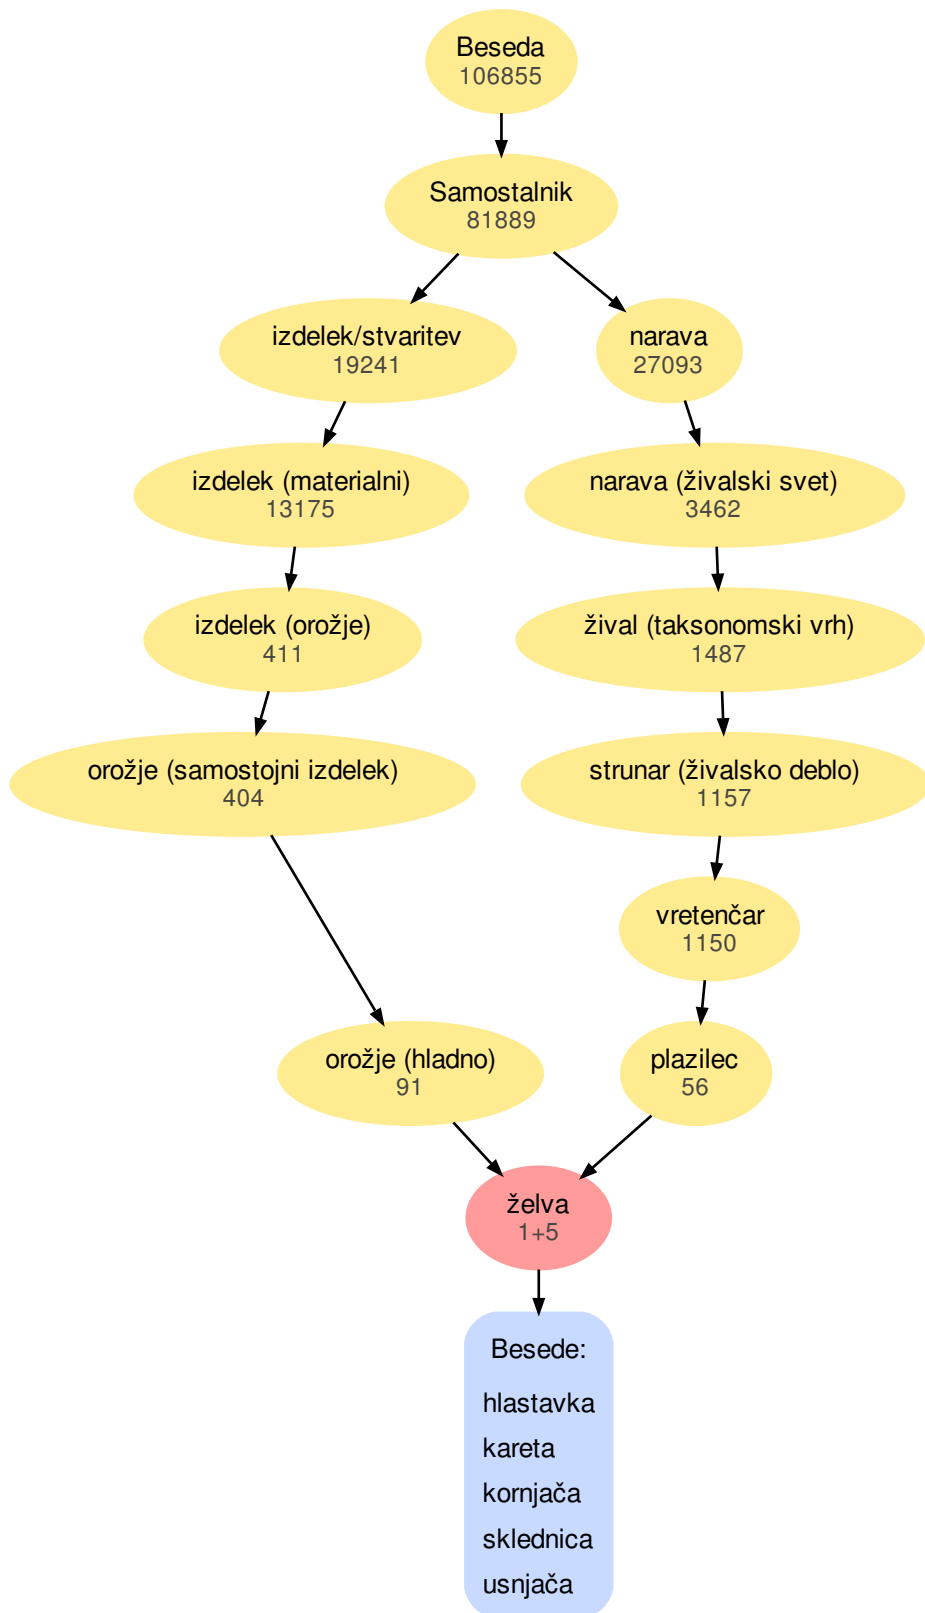 Beseda
106855
Samostalnik
81889
izdelek/stvaritev
19241
narava
27093
izdelek (materialni)
13175
narava (živalski svet)
3462
izdelek (orožje)
411
žival (taksonomski vrh)
1487
orožje (samostojni izdelek)
404
strunar (živalsko deblo)
1157
vretenčar
1150
orožje (hladno)
91
plazilec
56
želva
1+5
Besede:
hlastavka
kareta
kornjača
sklednica
usnjača